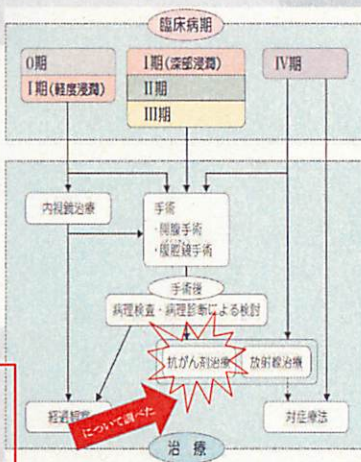 臨床病期
0期
I期(軽度浸潤)
I期(深部浸潤)
II期
III期
IV期
内視鏡治療
手術
・開腹手術
・腹腔鏡手術
手術後
病理検査・病理診断による検討
抗がん剤治療
放射線治療
経過観察
について調べた
対症療法
治療